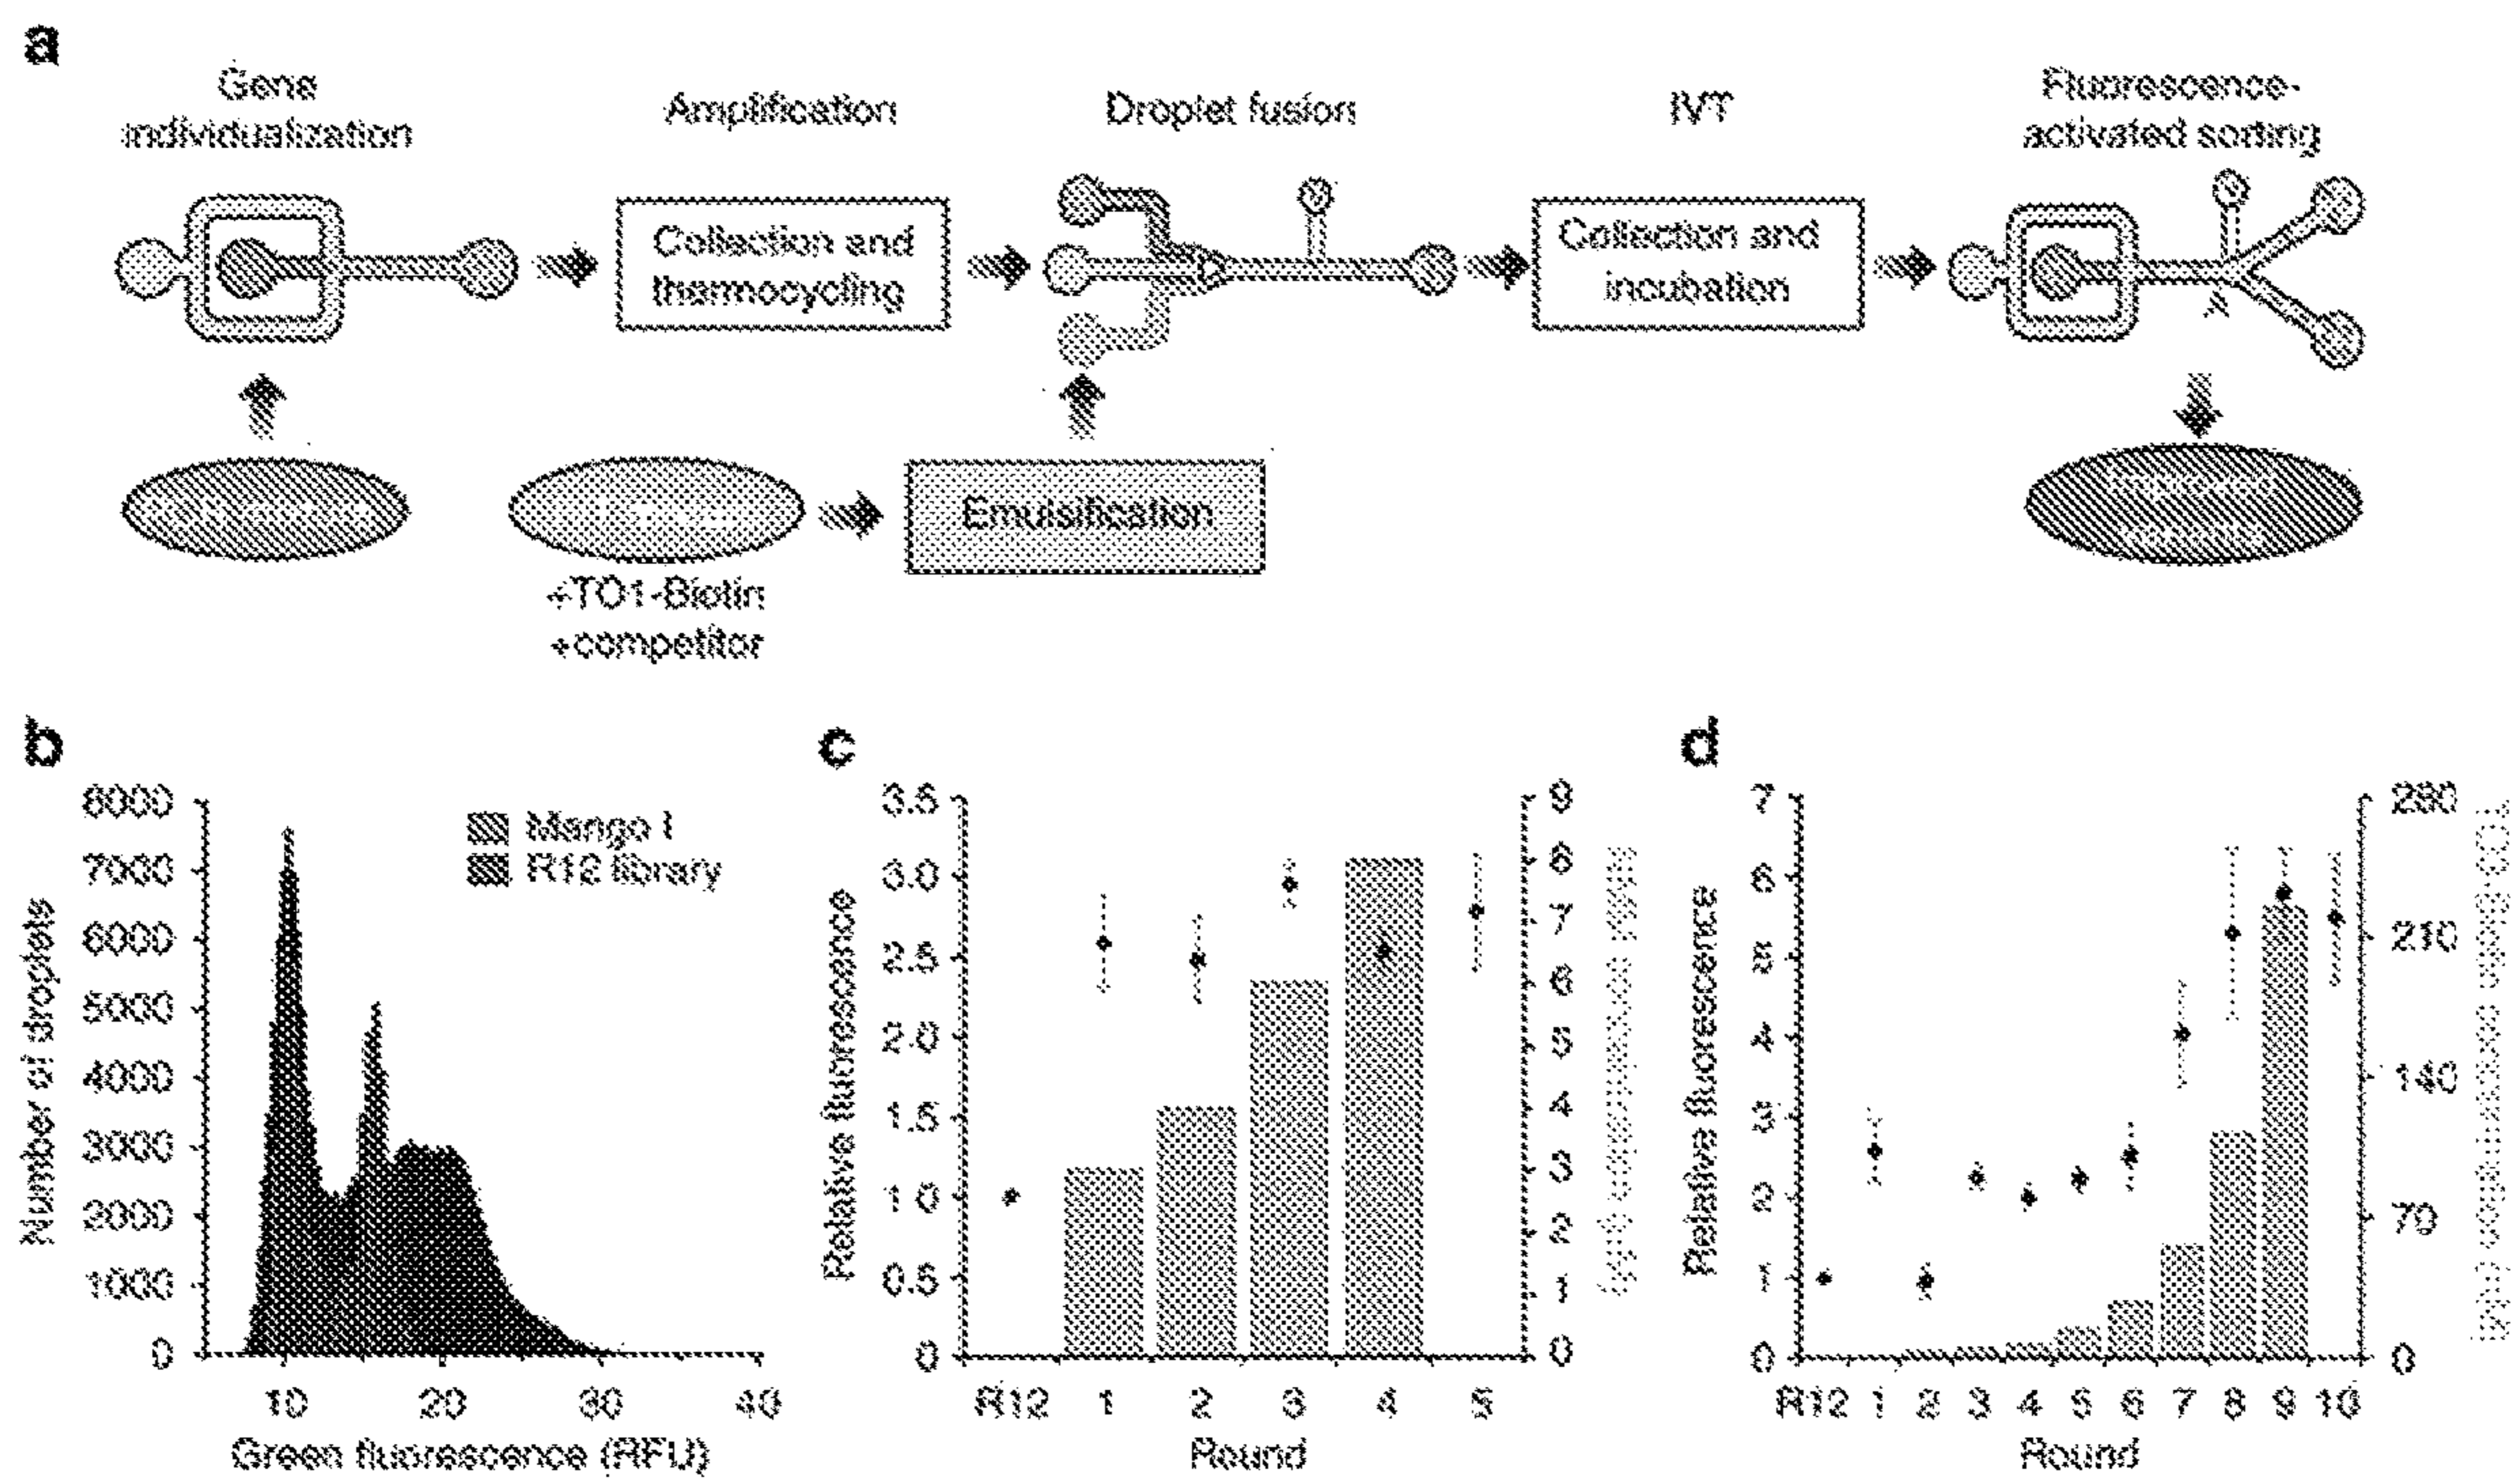 a
Gene
individualization
Amplification
Droplet fusion
IVT
Fluorescence-
activated sorting
Collection and
thermocycling
Collection and
incubation
Emulsification
+TO1-Biotin
+competitor
b
8000
7000
6000
5000
4000
3000
2000
1000
0
Number of droplets
Mango I
R12 library
10
20
30
40
Green fluorescence (RFU)
c
3.5
3.0
2.5
2.0
1.5
1.0
0.5
0
Relative fluorescence
9
8
7
6
5
4
3
2
1
0
R12 1 2 3 4 5
Round
d
7
6
5
4
3
2
1
0
Relative fluorescence
280
210
140
70
0
R12 1 2 3 4 5 6 7 8 9 10
Round